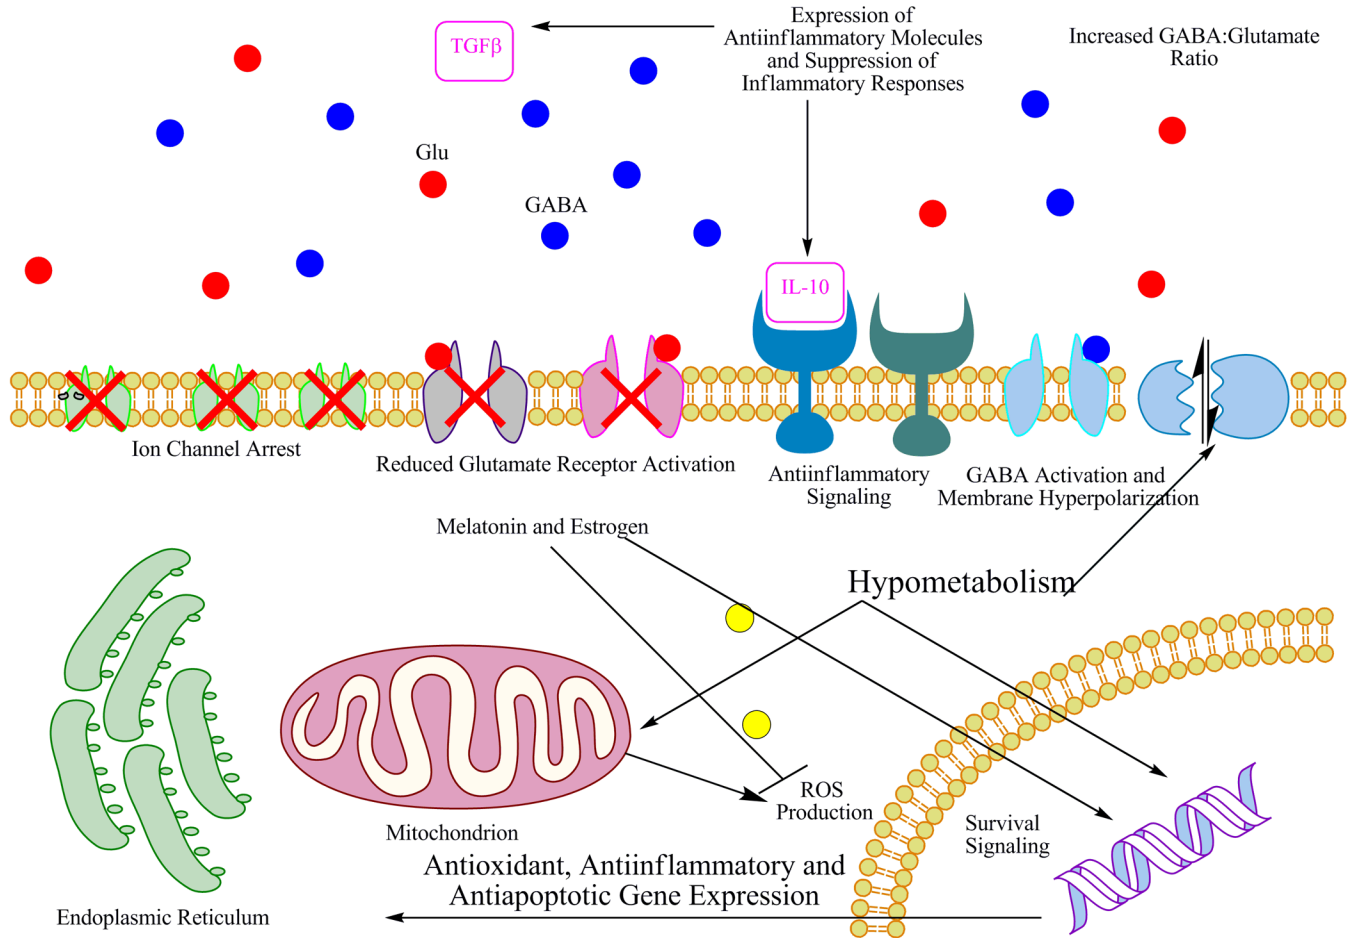 TGFβ
Expression of
Antiinflammatory Molecules
and Suppression of
Inflammatory Responses
Increased GABA:Glutamate
Ratio
Glu
GABA
IL-10
Ion Channel Arrest
Reduced Glutamate Receptor Activation
Antiinflammatory
Signaling
GABA Activation and
Membrane Hyperpolarization
Melatonin and Estrogen
Hypometabolism
ROS
Production
Mitochondrion
Survival
Signaling
Antioxidant, Antiinflammatory and
Antiapoptotic Gene Expression
Endoplasmic Reticulum